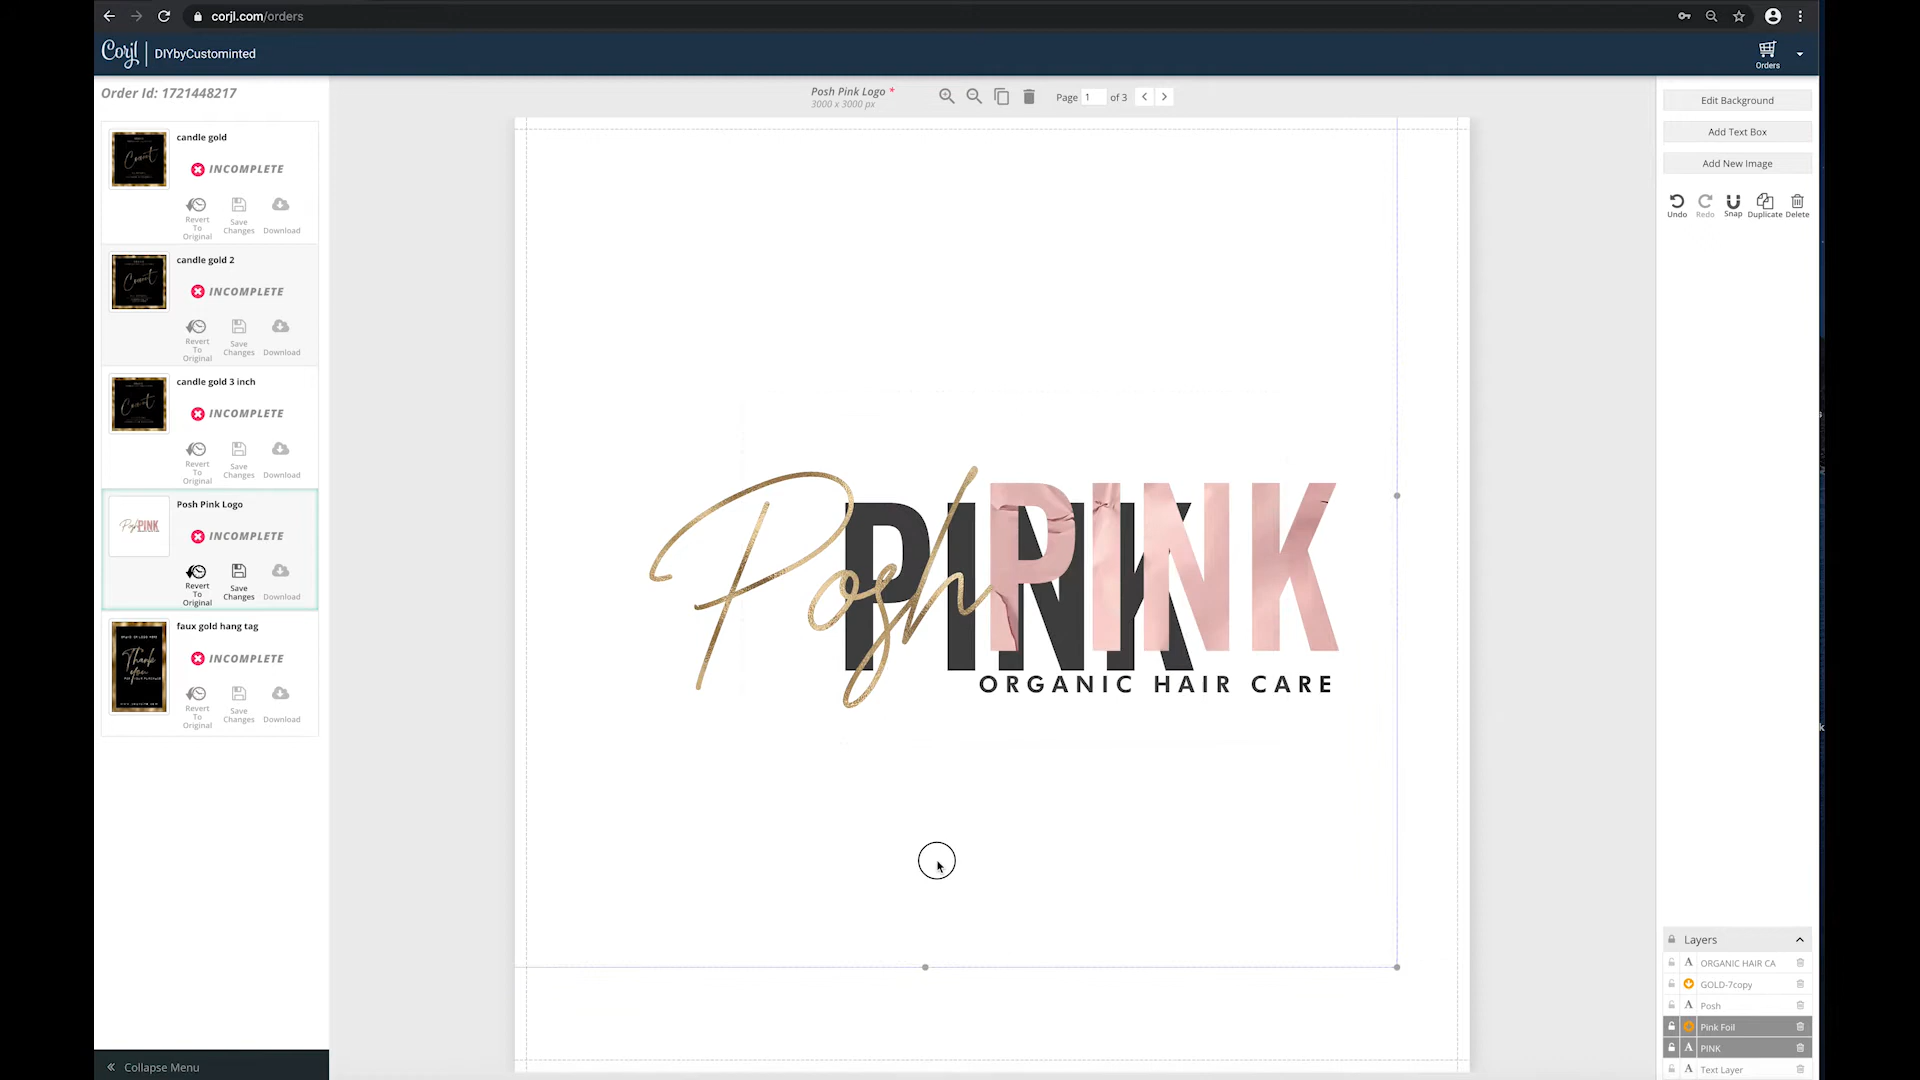 corjl.com/orders
Corjl DIYbyCustominted
Orders
Order Id: 1721448217
candle gold
INCOMPLETE
Revert To Original
Save Changes
Download
candle gold 2
INCOMPLETE
Revert To Original
Save Changes
Download
candle gold 3 inch
INCOMPLETE
Revert To Original
Save Changes
Download
Posh Pink Logo
Posh PINK
INCOMPLETE
Revert To Original
Save Changes
Download
faux gold hang tag
Thank you
INCOMPLETE
Revert To Original
Save Changes
Download
Collapse Menu
Posh Pink Logo *
3000 x 3000 px
Page 1 of 3
Posh PINK PINK
ORGANIC HAIR CARE
Edit Background
Add Text Box
Add New Image
Undo Redo Snap Duplicate Delete
Layers
A ORGANIC HAIR CA
GOLD-7copy
A Posh
Pink Foil
A PINK
A Text Layer